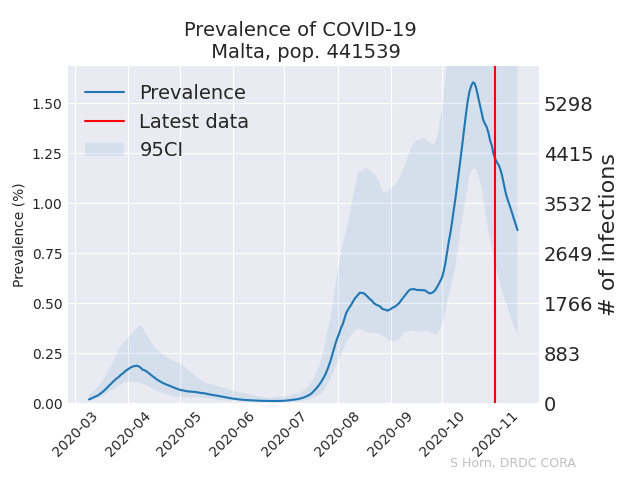 Prevalence of COVID-19
Malta, pop. 441539
Prevalence
Latest data
95CI
1.50
1.25
1.00
0.75
0.50
0.25
0.00
Prevalence (%)
5298
4415
3532
2649
1766
883
0
# of infections
2020-03
2020-04
2020-05
2020-06
2020-07
2020-08
2020-09
2020-10
2020-11
S Horn, DRDC CORA